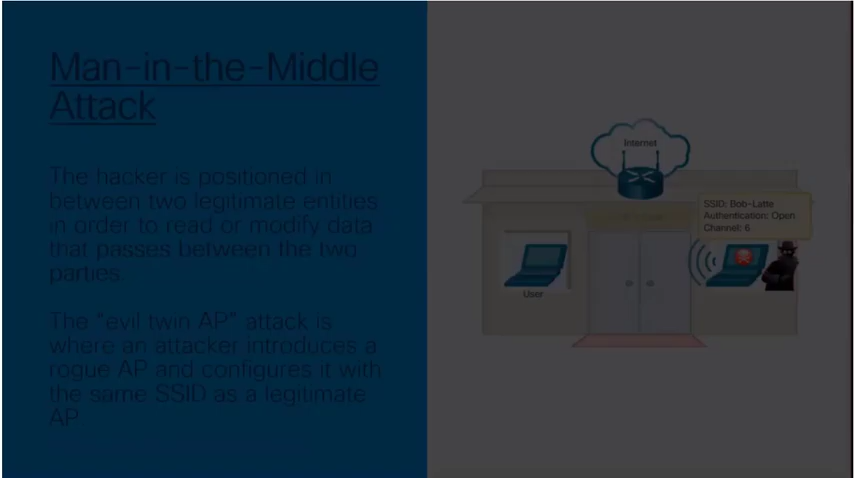 Man-in-the-Middle
Attack
The hacker is positioned in
between two legitimate entities
in order to read or modify data
that passes between the two
parties.
The "evil twin AP" attack is
where an attacker introduces a
rogue AP and configures it with
the same SSID as a legitimate
AP
Internet
SSID: Bob-Latte
Authentication: Open
Channel: 6
User